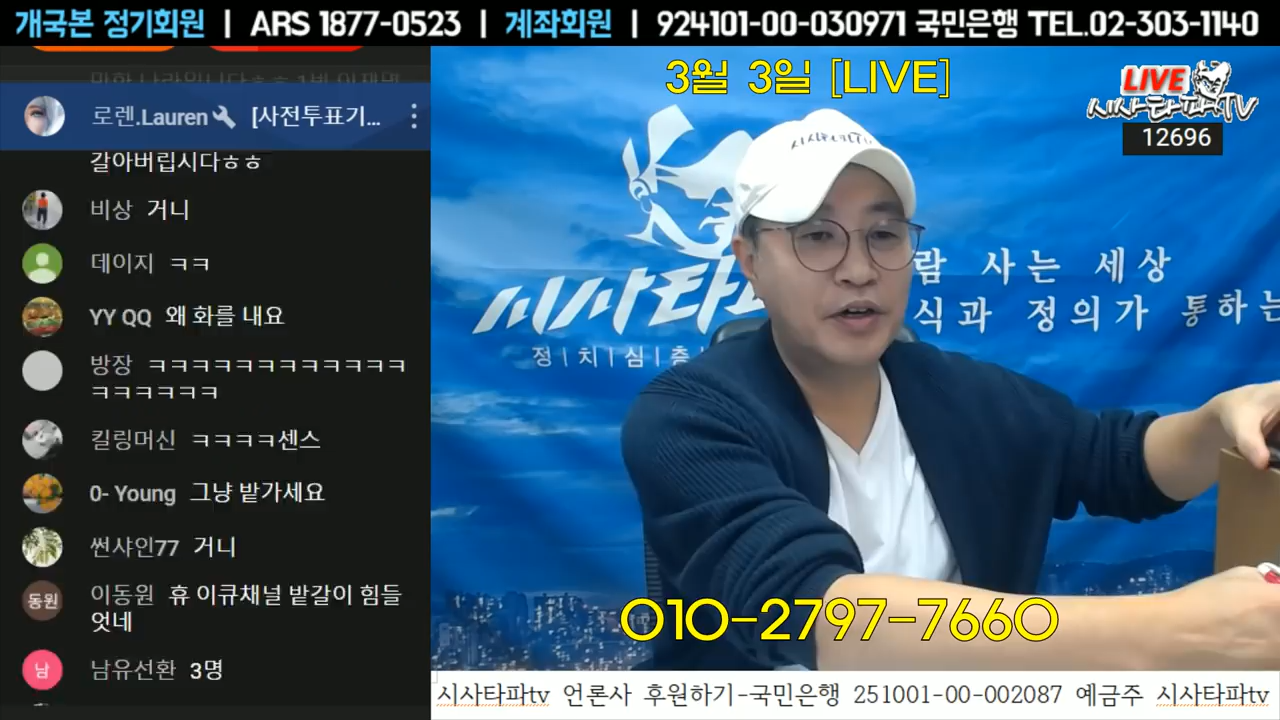 개국본 정기회원 | ARS 1877-0523 | 계좌회원 | 924101-00-030971 국민은행 TEL.02-303-1140
로렌.Lauren [사전투표기...
갈아버립시다ㅎㅎ
비상 거니
데이지 ㅋㅋ
YY QQ 왜 화를 내요
방장 ㅋㅋㅋㅋㅋㅋㅋㅋㅋㅋㅋㅋ
ㅋㅋㅋㅋㅋㅋ
킬링머신 ㅋㅋㅋㅋ센스
0- Young 그냥 밭가세요
썬샤인77 거니
동원
이동원 휴 이큐채널 밭갈이 힘들
엇네
남
남유선환 3명
3월 3일 [LIVE]
LIVE
시사타파TV
12696
시사타파TV
시사타파
정|치|심|층
람 사는 세상
식과 정의가 통하는
010-2797-7660
시사타파tv 언론사 후원하기-국민은행 251001-00-002087 예금주 시사타파tv